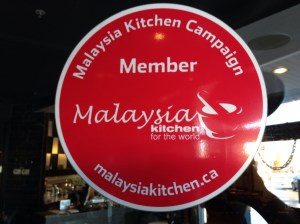 Malaysia Kitchen Campaign
Member
Malaysia
kitchen
for the world
malaysiakitchen.ca